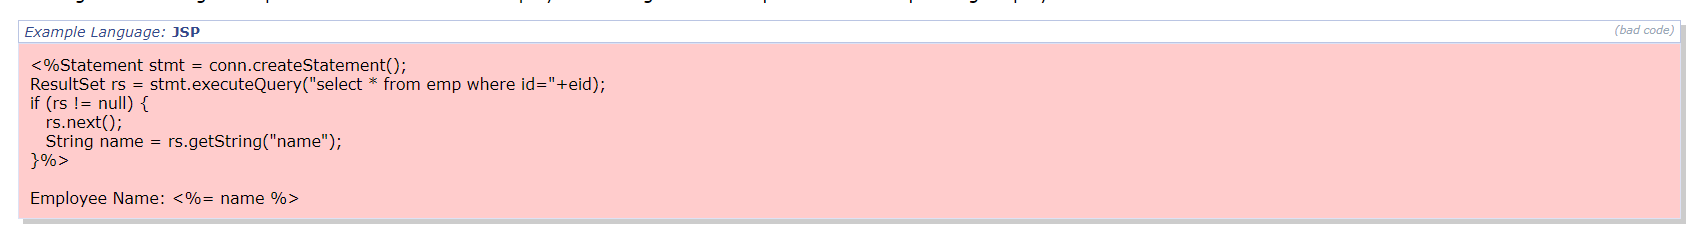 Example Language: JSP
(bad code)
<%Statement stmt = conn.createStatement();
ResultSet rs = stmt.executeQuery("select * from emp where id="+eid);
if (rs != null) {
rs.next();
String name = rs.getString("name");
}%>
Employee Name: <%= name %>